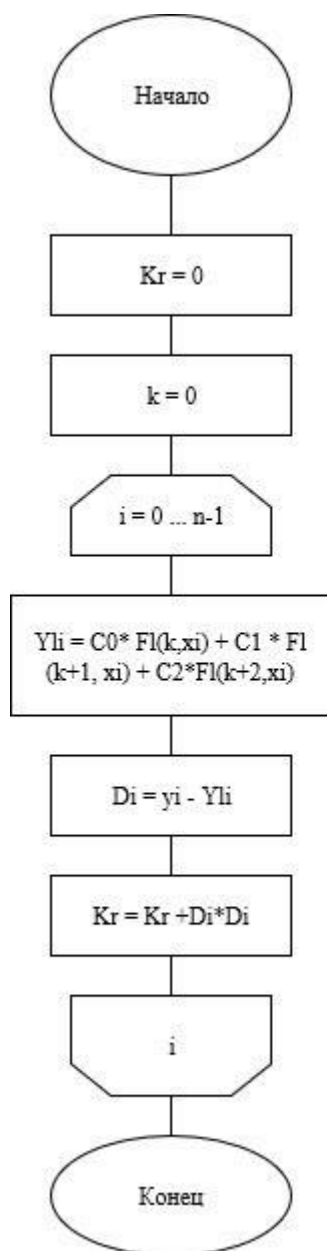 Начало
Kr = 0
k = 0
i = 0 ... n-1
Yli = C0* Fl(k,xi) + C1 * Fl
(k+1, xi) + C2*Fl(k+2,xi)
Di = yi - Yli
Kr = Kr +Di*Di
i
Конец